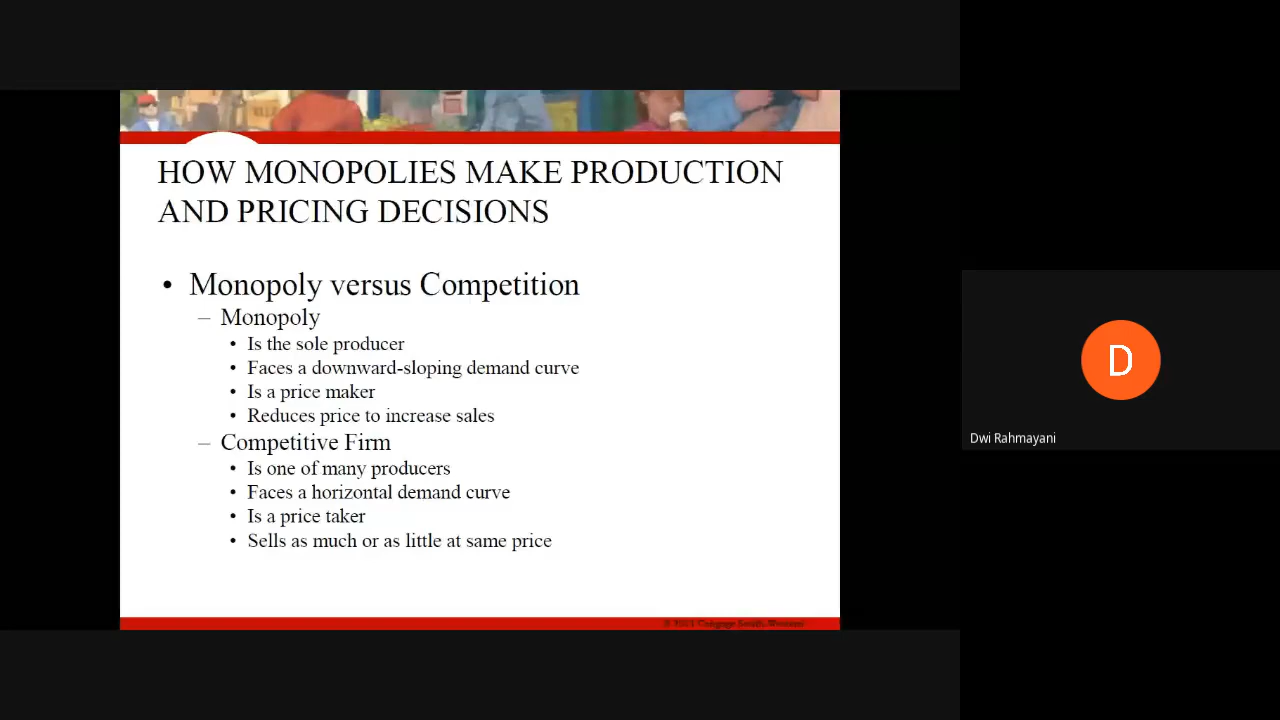 HOW MONOPOLIES MAKE PRODUCTION
AND PRICING DECISIONS
• Monopoly versus Competition
– Monopoly
• Is the sole producer
• Faces a downward-sloping demand curve
• Is a price maker
• Reduces price to increase sales
– Competitive Firm
• Is one of many producers
• Faces a horizontal demand curve
• Is a price taker
• Sells as much or as little at same price
D
Dwi Rahmayani